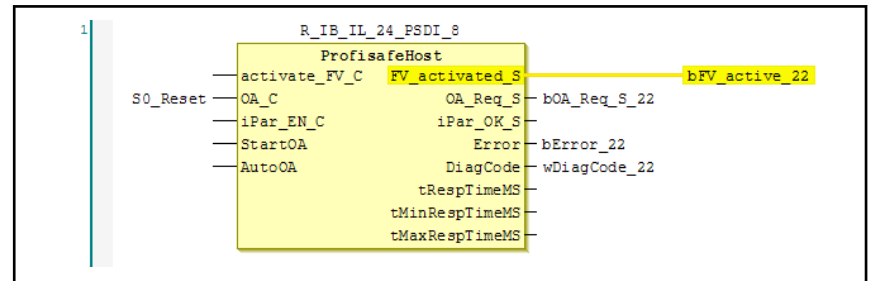 1
R_IB_IL_24_PSDI_8
ProfisafeHost
activate_FV_C FV_activated_S bFV_active_22
S0_Reset OA_C OA_Req_S bOA_Req_S_22
iPar_EN_C iPar_OK_S
StartOA Error bError_22
AutoOA DiagCode wDiagCode_22
tRespTimeMS
tMinRespTimeMS
tMaxRespTimeMS